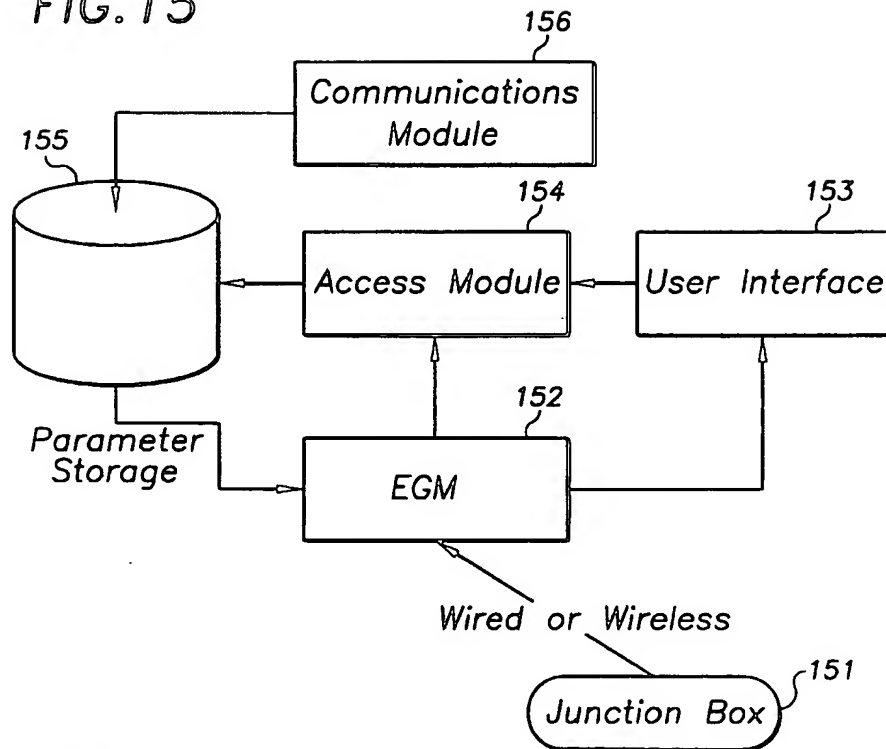 FIG. 15
156
Communications
Module
155
154
153
Access Module
User Interface
152
Parameter
Storage
EGM
Wired or Wireless
151
Junction Box